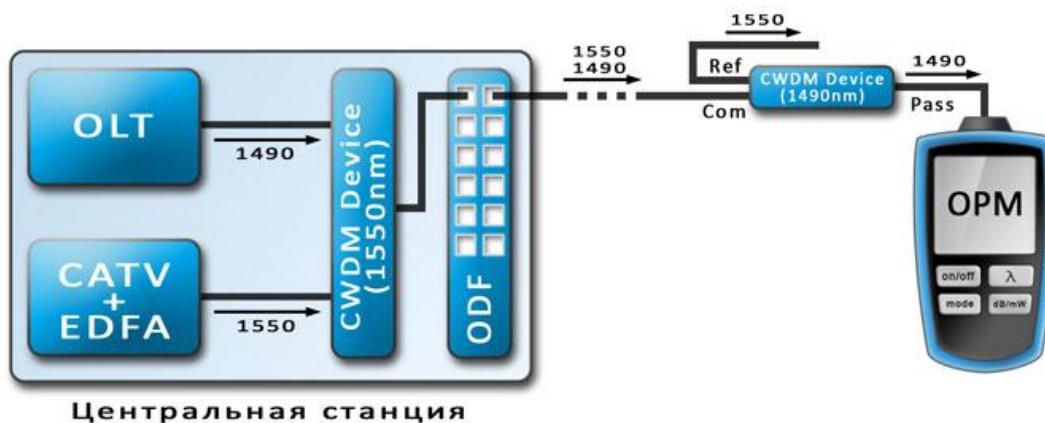 OLT
1490
CATV
+
EDFA
1550
CWDM Device
(1550nm)
ODF
1550
1490
1550
Ref
Com
CWDM Device
(1490nm)
1490
Pass
OPM
on/off
λ
mode
dB/mW
Центральная станция